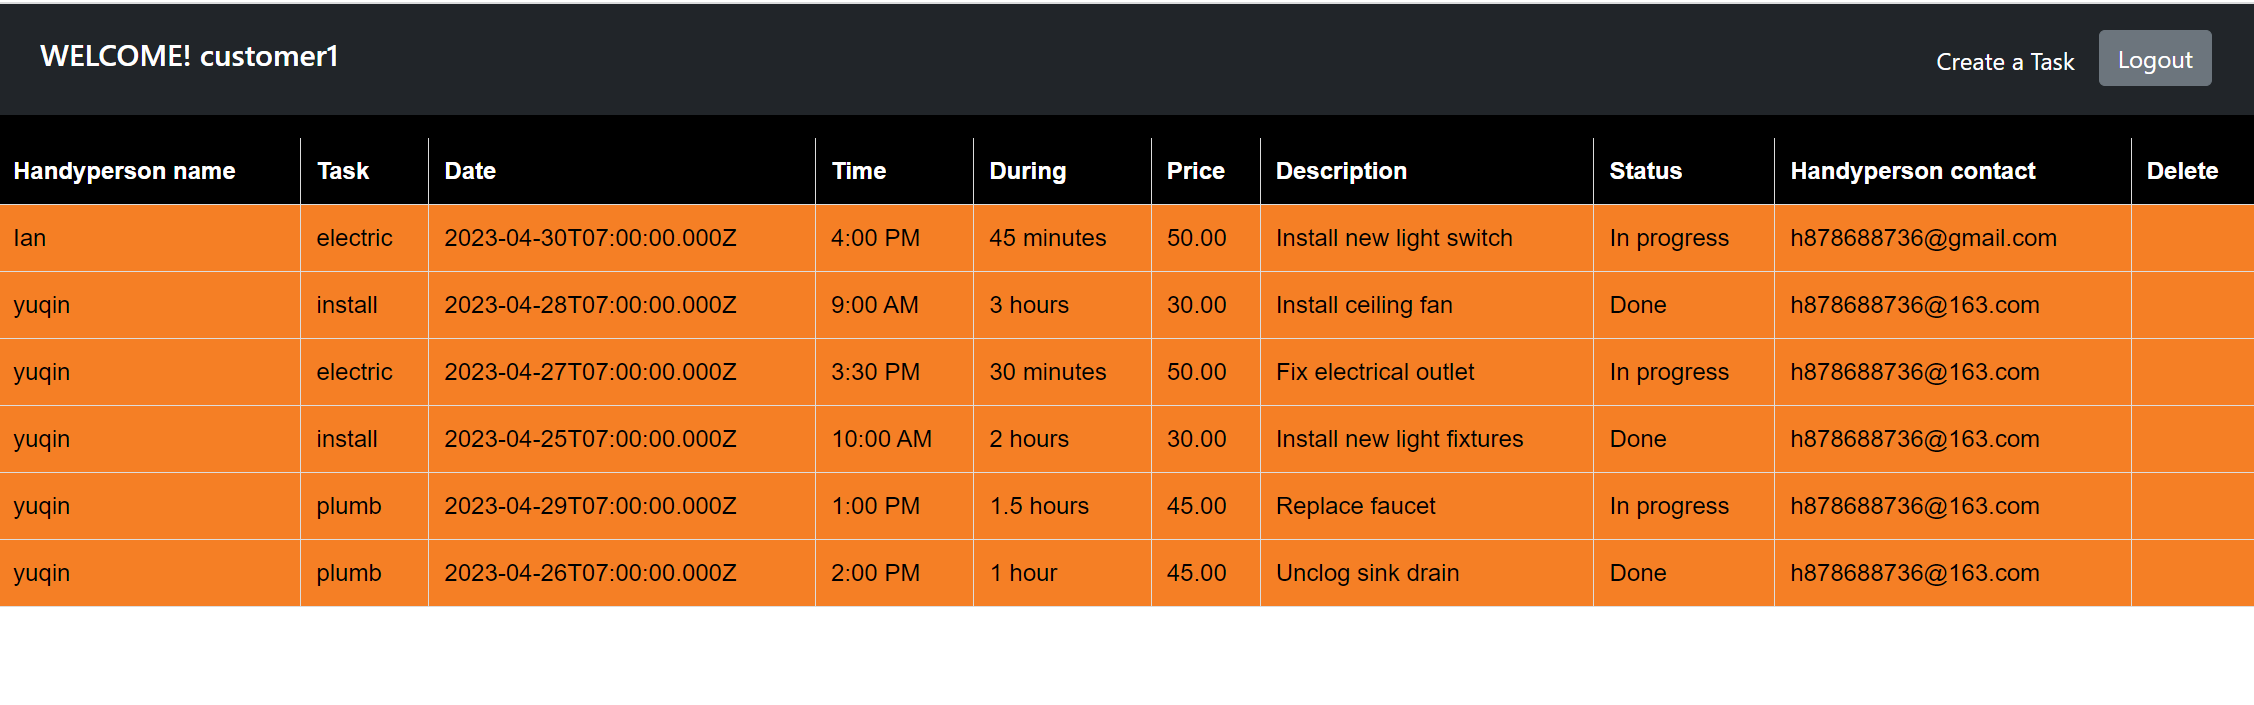 WELCOME! customer1
Create a Task Logout
Handyperson name Task Date Time During Price Description Status Handyperson contact Delete
Ian electric 2023-04-30T07:00:00.000Z 4:00 PM 45 minutes 50.00 Install new light switch In progress h878688736@gmail.com
yuqin install 2023-04-28T07:00:00.000Z 9:00 AM 3 hours 30.00 Install ceiling fan Done h878688736@163.com
yuqin electric 2023-04-27T07:00:00.000Z 3:30 PM 30 minutes 50.00 Fix electrical outlet In progress h878688736@163.com
yuqin install 2023-04-25T07:00:00.000Z 10:00 AM 2 hours 30.00 Install new light fixtures Done h878688736@163.com
yuqin plumb 2023-04-29T07:00:00.000Z 1:00 PM 1.5 hours 45.00 Replace faucet In progress h878688736@163.com
yuqin plumb 2023-04-26T07:00:00.000Z 2:00 PM 1 hour 45.00 Unclog sink drain Done h878688736@163.com